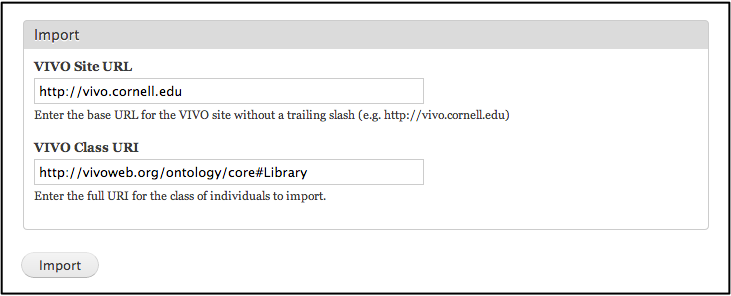 Import
VIVO Site URL
http://vivo.cornell.edu
Enter the base URL for the VIVO site without a trailing slash (e.g. http://vivo.cornell.edu)
VIVO Class URI
http://vivoweb.org/ontology/core#Library
Enter the full URI for the class of individuals to import.
Import